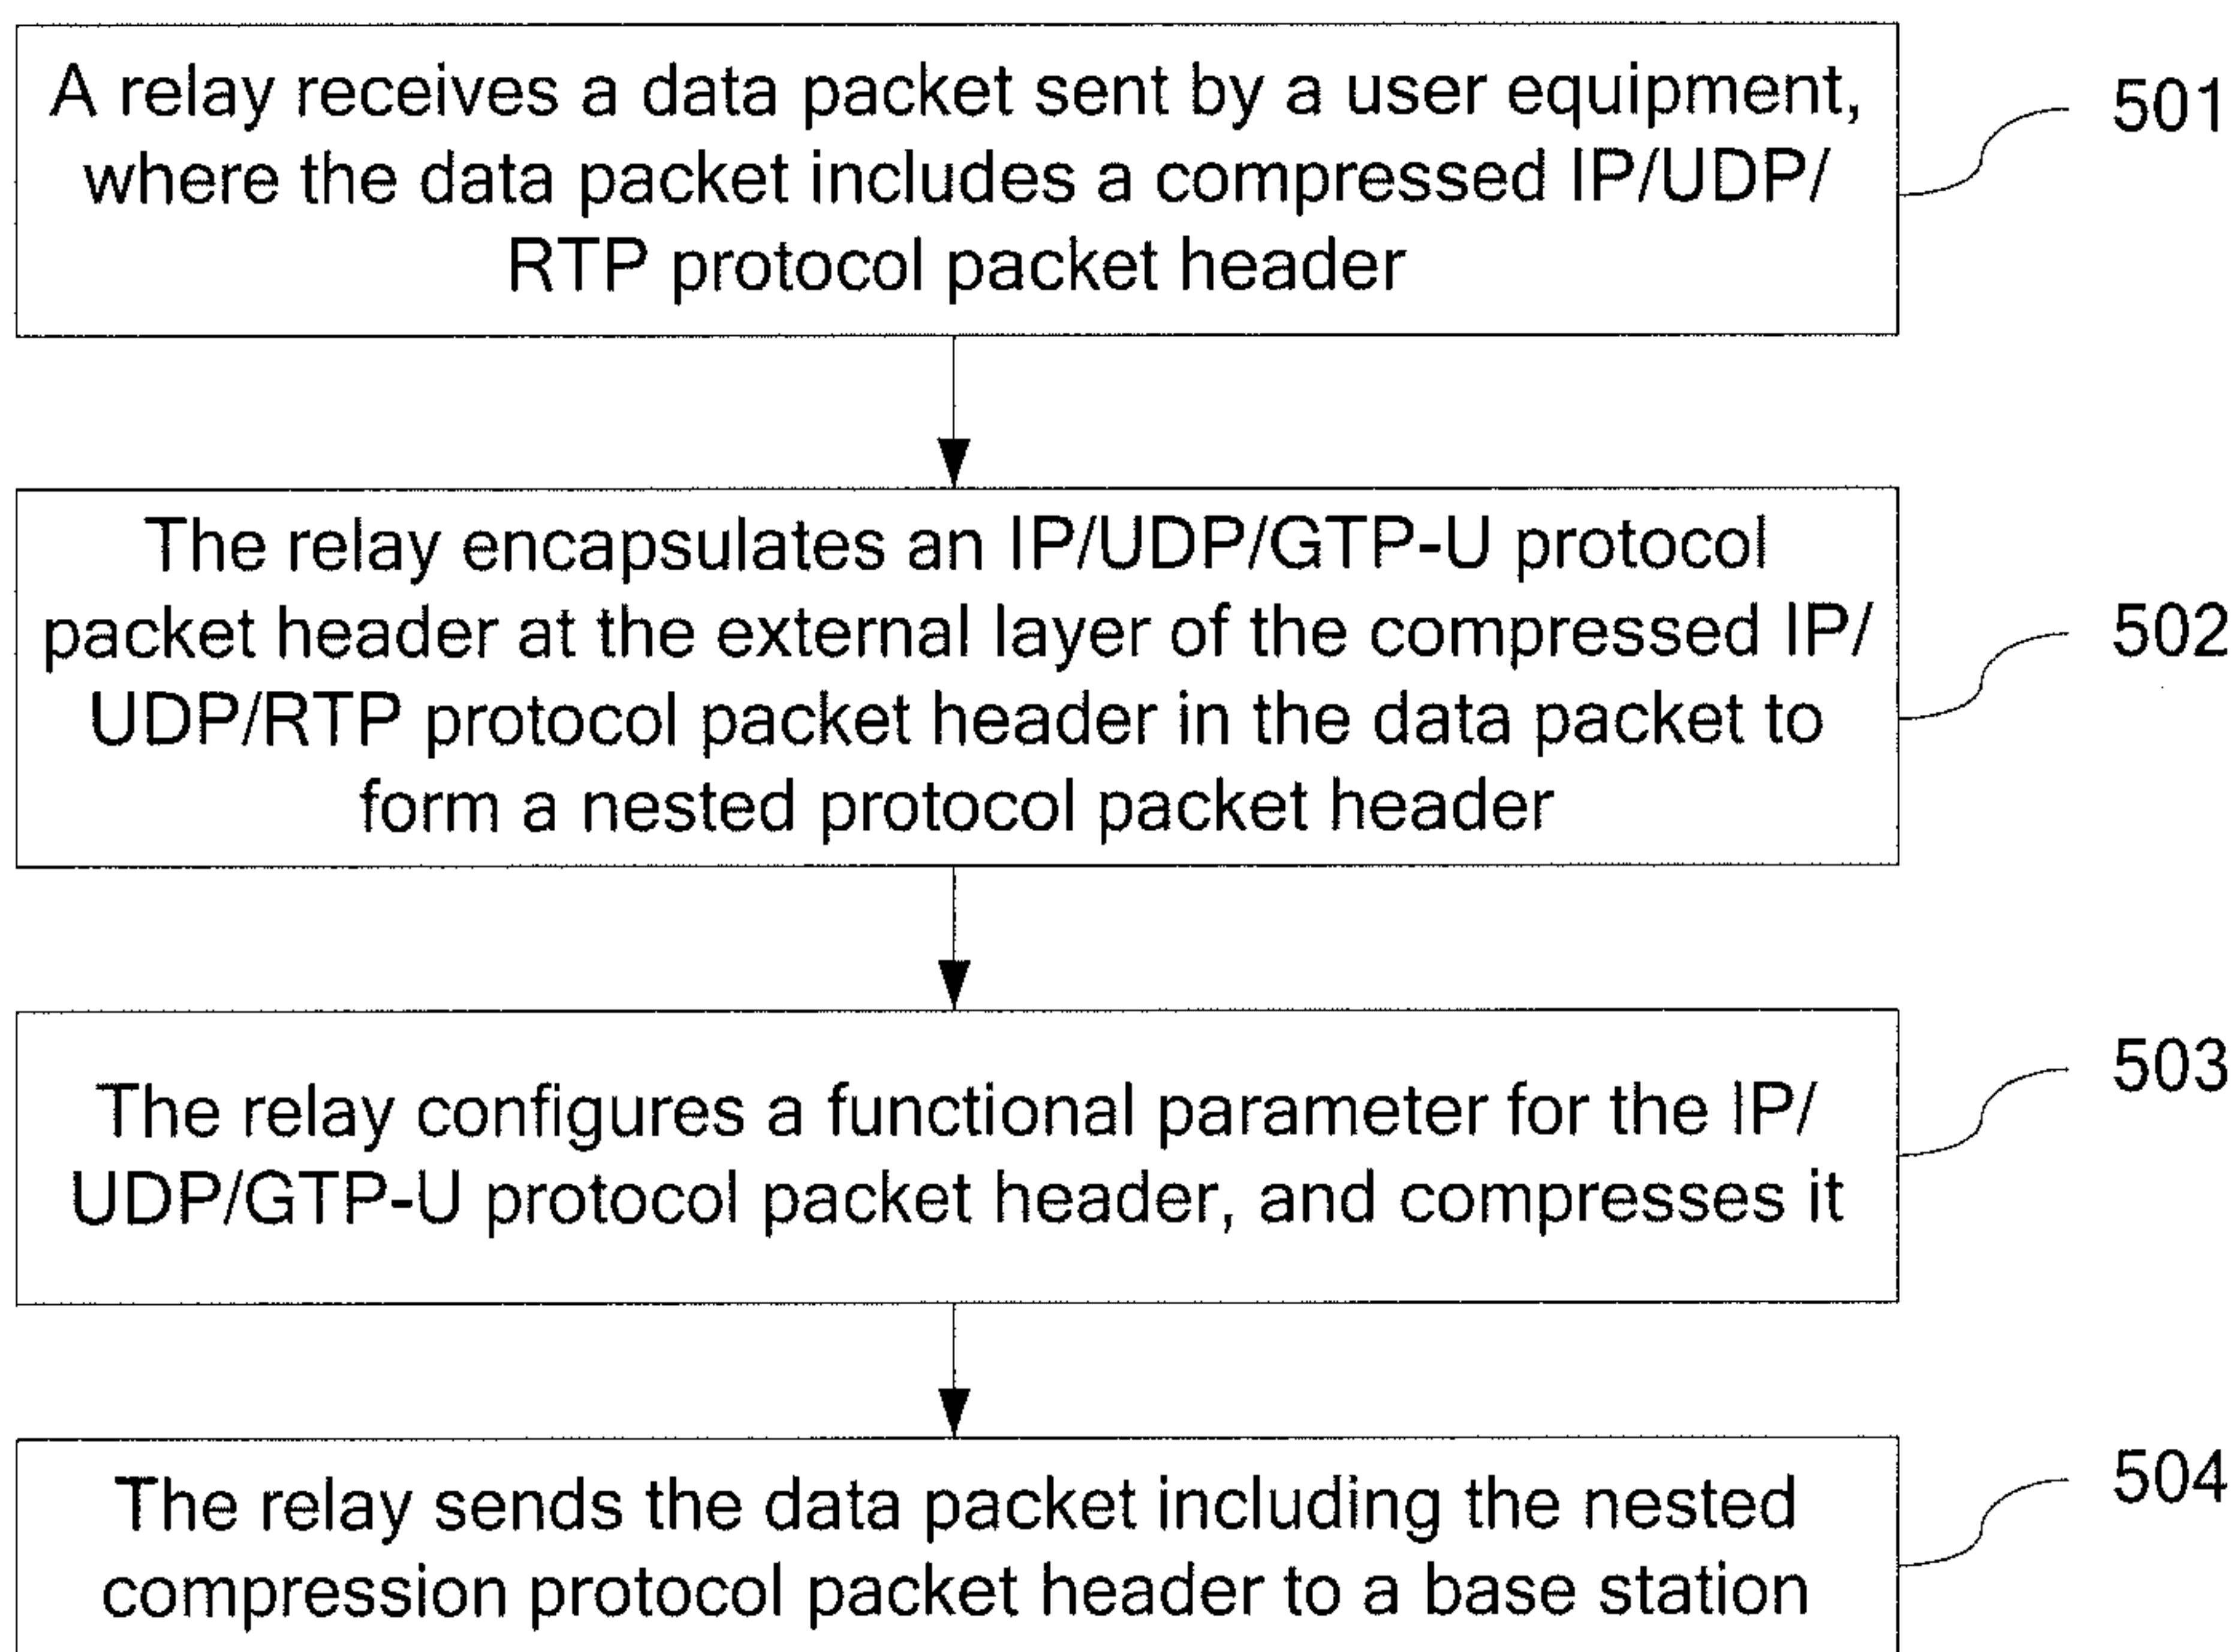 A relay receives a data packet sent by a user equipment,
where the data packet includes a compressed IP/UDP/
RTP protocol packet header
501
The relay encapsulates an IP/UDP/GTP-U protocol
packet header at the external layer of the compressed IP/
UDP/RTP protocol packet header in the data packet to
form a nested protocol packet header
502
The relay configures a functional parameter for the IP/
UDP/GTP-U protocol packet header, and compresses it
503
The relay sends the data packet including the nested
compression protocol packet header to a base station
504